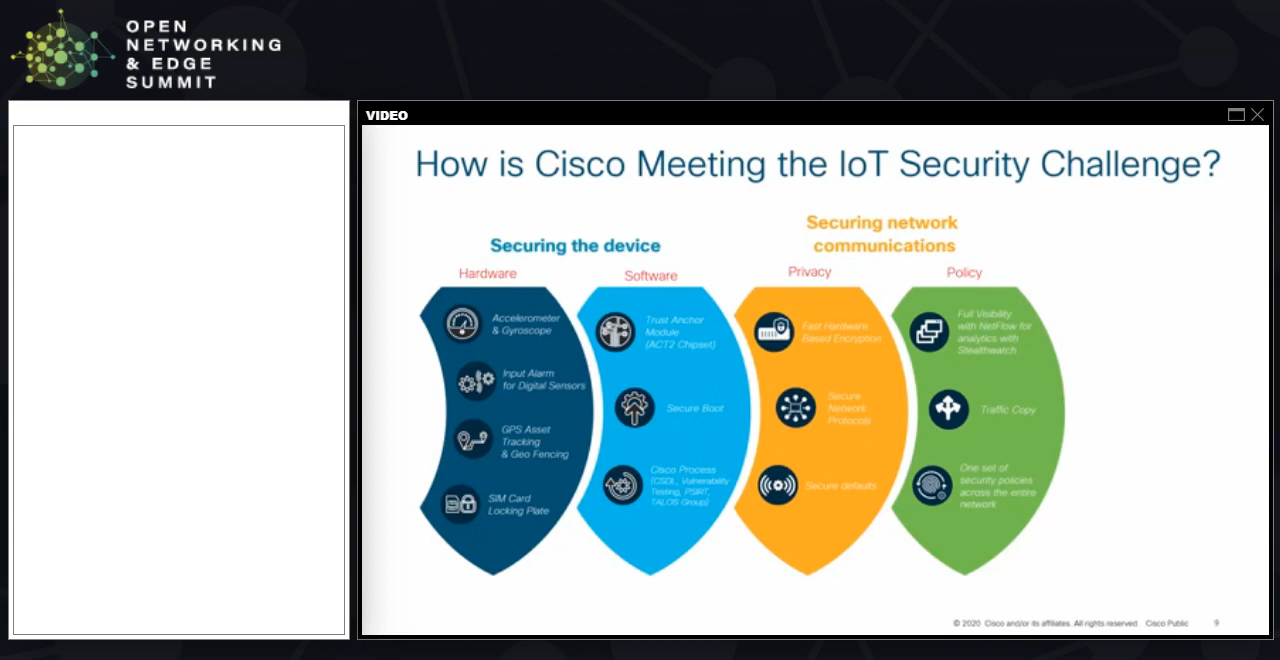 OPEN
NETWORKING
& EDGE
SUMMIT
VIDEO
How is Cisco Meeting the IoT Security Challenge?
Securing the device
Securing network
communications
Hardware
Software
Privacy
Policy
Accelerometer
& Gyroscope
Input Alarm
for Digital Sensors
GPS Asset
Tracking
& Geo Fencing
SIM Card
Locking Plate
Trust Anchor
Module
(ACT2 Chipset)
Secure Boot
Cisco Process
(CSDL, Vulnerability
Testing, PSIRT,
TALOS Group)
Fast Hardware
Based Encryption
Secure
Network
Protocols
Secure defaults
Full Visibility
with NetFlow for
analytics with
Stealthwatch
Traffic Copy
One set of
security policies
across the entire
network
© 2020 Cisco and/or its affiliates. All rights reserved. Cisco Public 9